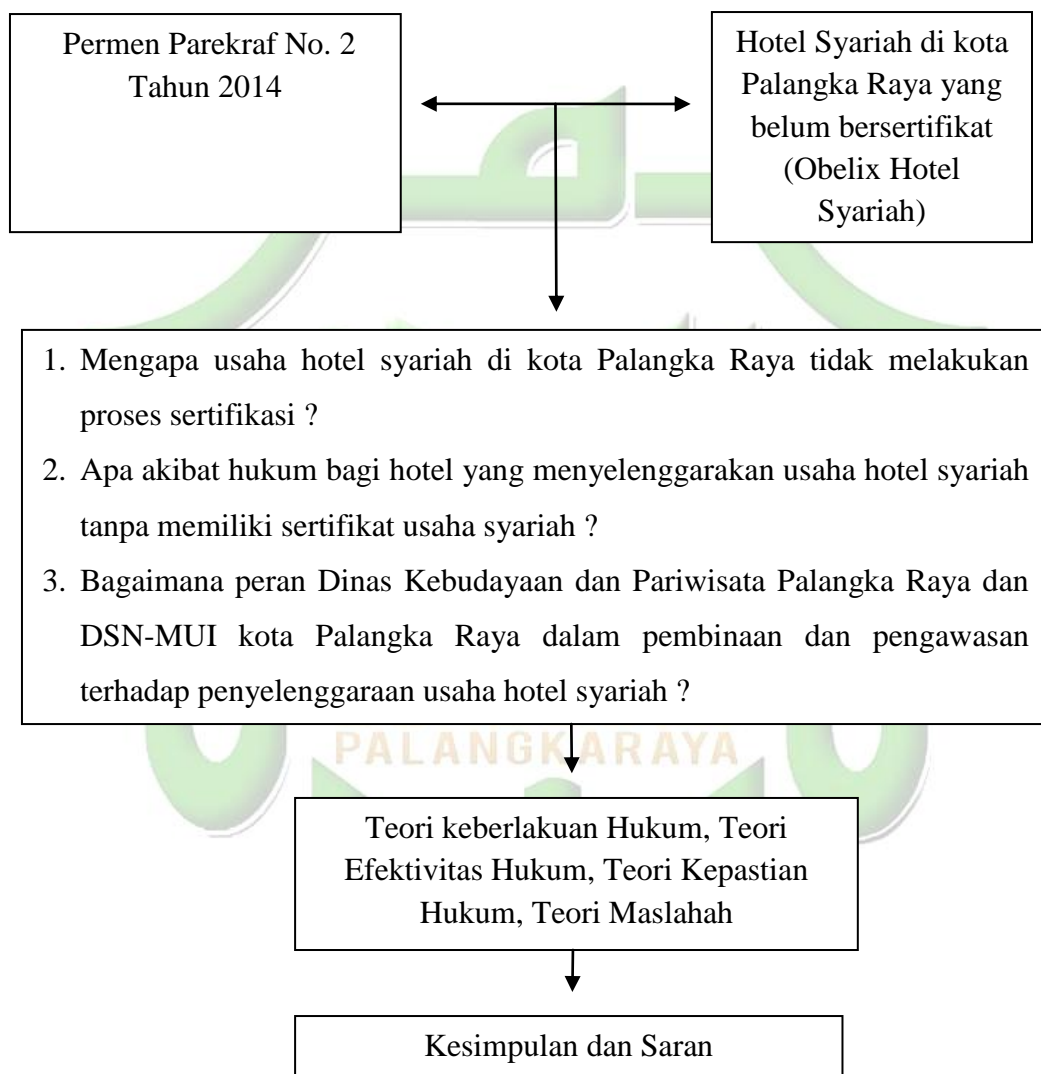 Permen Parekraf No. 2
Tahun 2014
Hotel Syariah di kota
Palangka Raya yang
belum bersertifikat
(Obelix Hotel
Syariah)
1. Mengapa usaha hotel syariah di kota Palangka Raya tidak melakukan
proses sertifikasi ?
2. Apa akibat hukum bagi hotel yang menyelenggarakan usaha hotel syariah
tanpa memiliki sertifikat usaha syariah ?
3. Bagaimana peran Dinas Kebudayaan dan Pariwisata Palangka Raya dan
DSN-MUI kota Palangka Raya dalam pembinaan dan pengawasan
terhadap penyelenggaraan usaha hotel syariah ?
PALANGKARAYA
Teori keberlakuan Hukum, Teori
Efektivitas Hukum, Teori Kepastian
Hukum, Teori Maslahah
Kesimpulan dan Saran